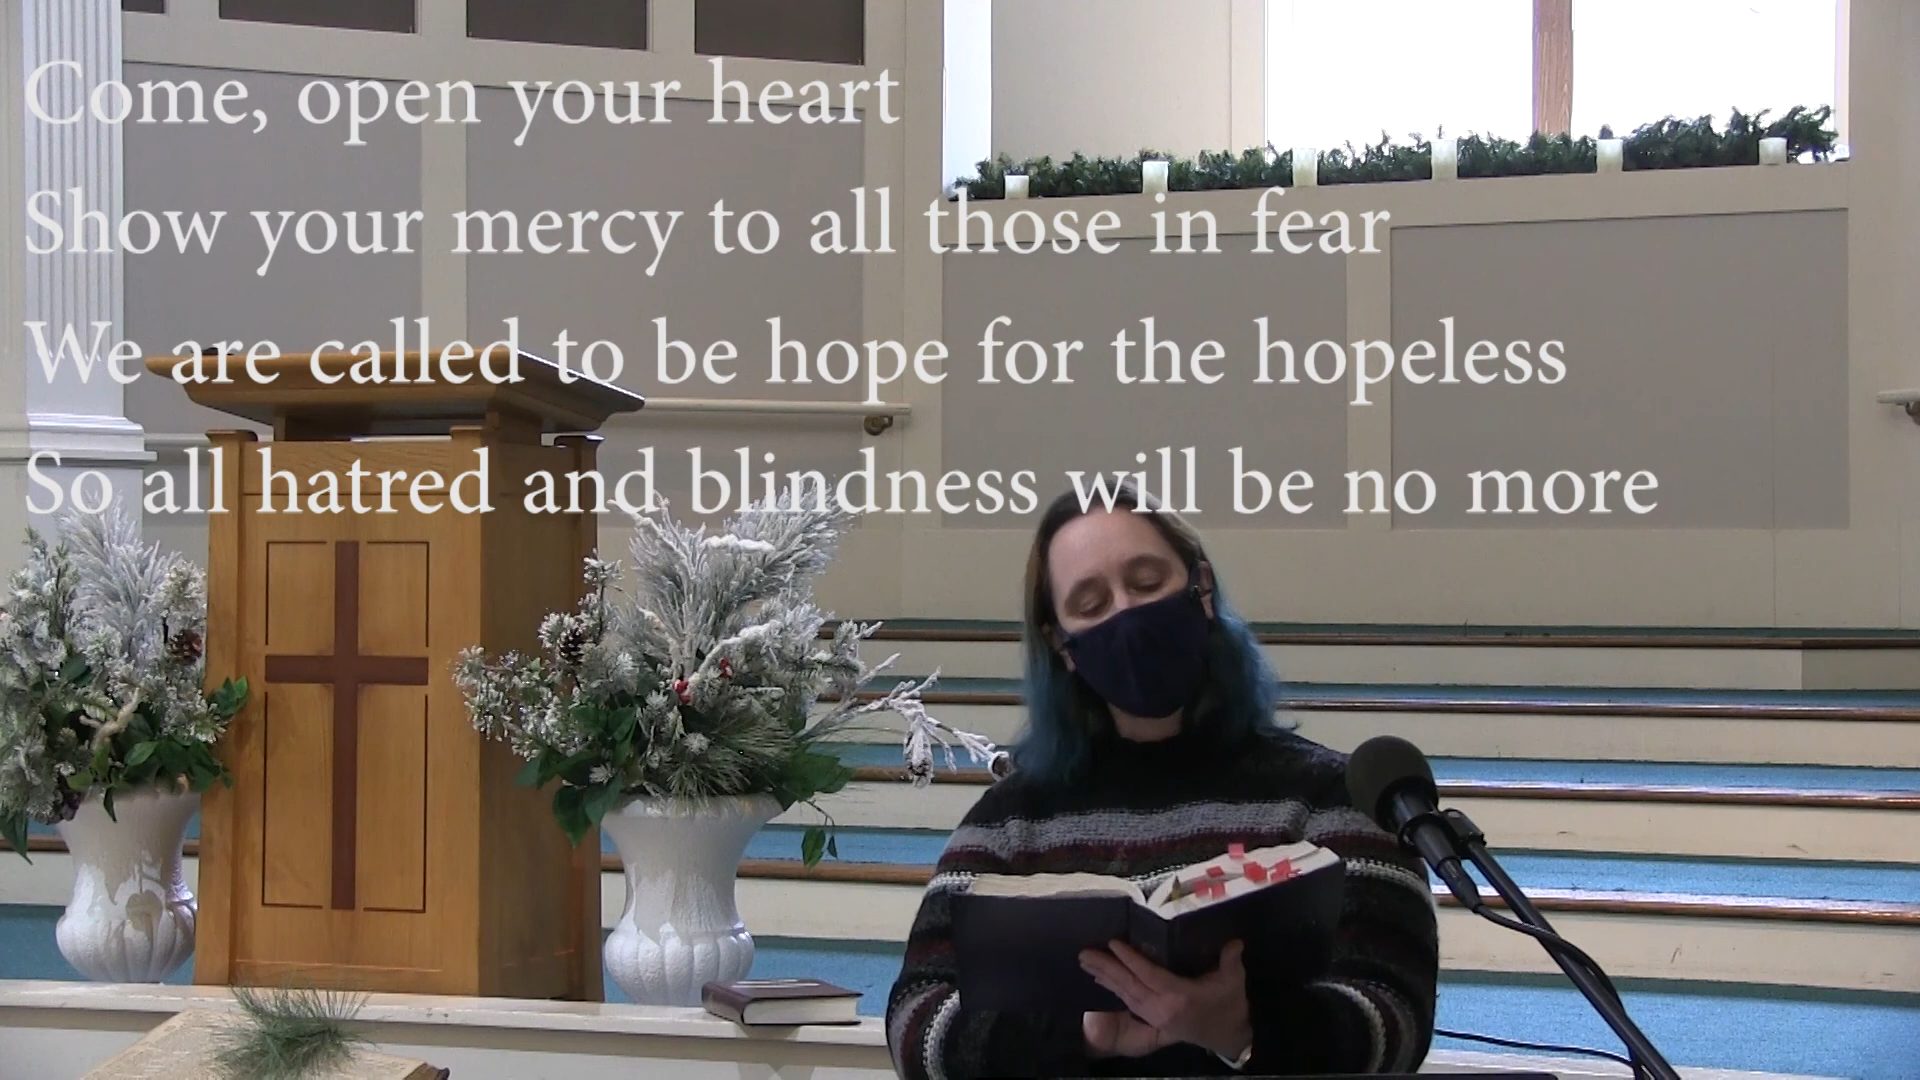 Come, open your heart
Show your mercy to all those in fear
We are called to be hope for the hopeless
So all hatred and blindness will be no more